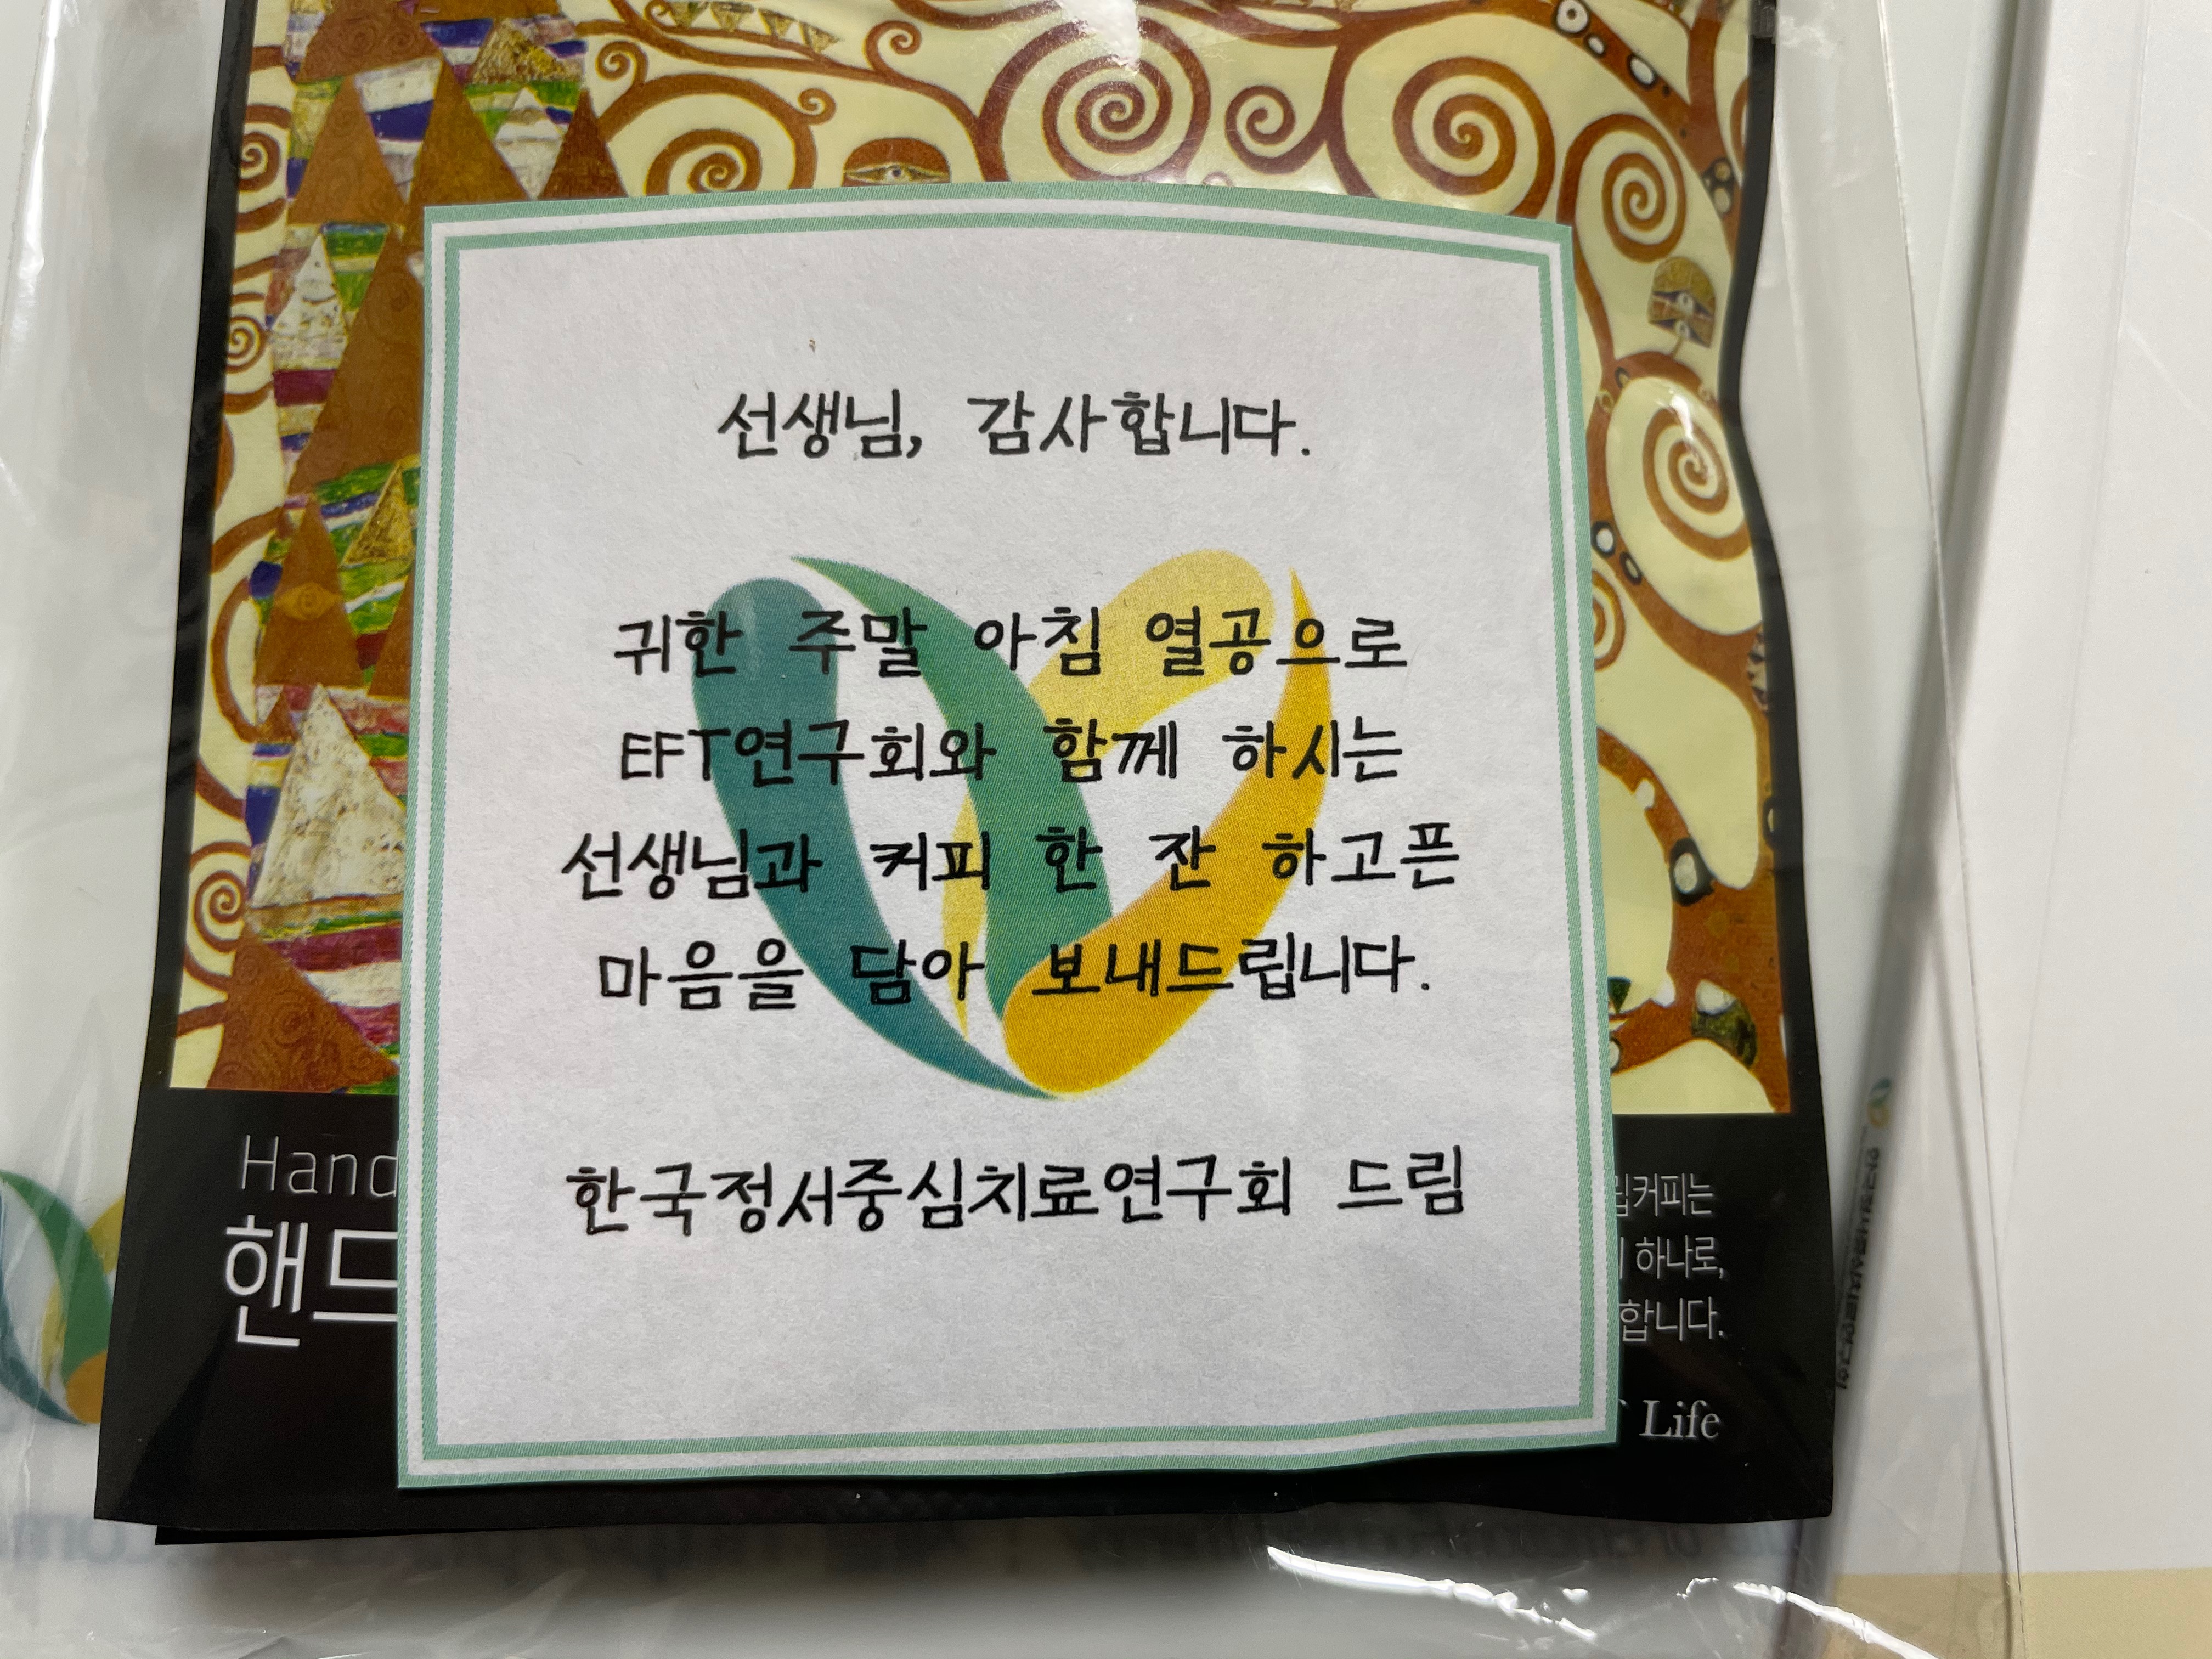 선생님, 감사합니다.
귀한 주말 아침 열공으로
EFT연구회와 함께 하시는
선생님과 커피 한 잔 하고픈
마음을 담아 보내드립니다.
한국정서중심치료연구회 드림
Hand
핸드
립커피는
하나로,
합니다.
Life